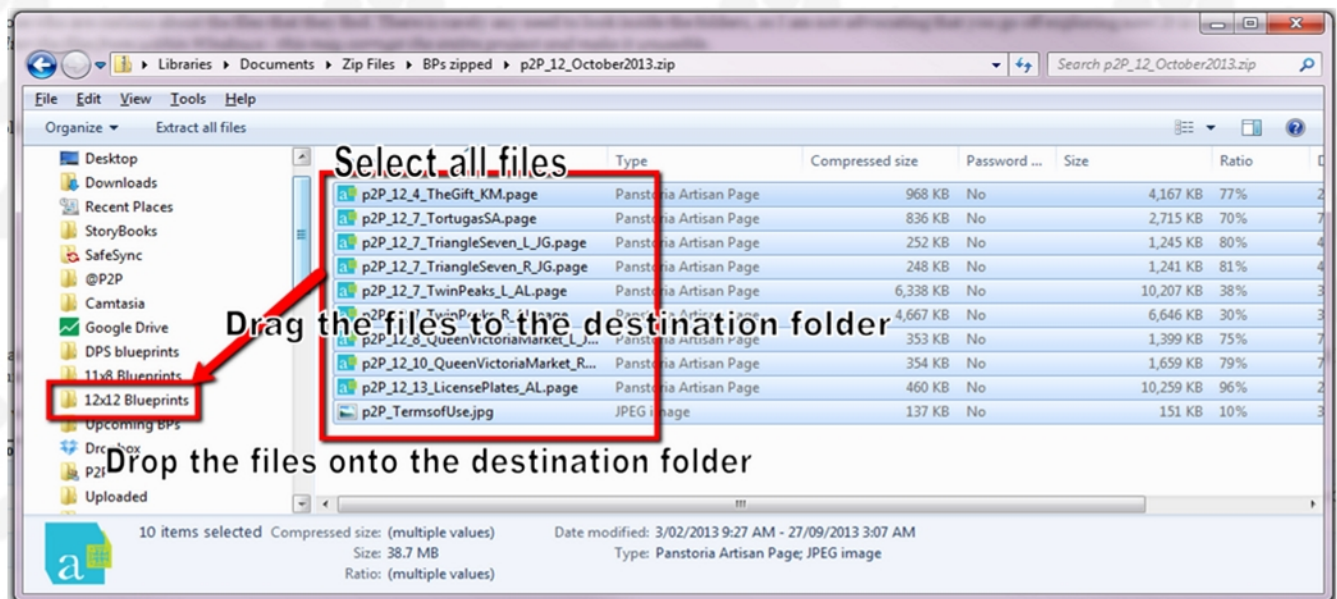 Libraries ▸ Documents ▸ Zip Files ▸ BPs zipped ▸ p2P_12_October2013.zip
Search p2P_12_October2013.zip
File Edit View Tools Help
Organize Extract all files
Select all files
Type Compressed size Password ... Size Ratio
Desktop
Downloads
Recent Places
StoryBooks
SafeSync
@P2P
Camtasia
Google Drive
DPS blueprints
11x8 Blueprints
12x12 Blueprints
Upcoming BPs
Dropbox
Uploaded
p2P_12_4_TheGift_KM.page Panstoria Artisan Page 968 KB No 4,167 KB 77%
p2P_12_7_TortugasSA.page Panstoria Artisan Page 836 KB No 2,715 KB 70%
p2P_12_7_TriangleSeven_L_JG.page Panstoria Artisan Page 252 KB No 1,245 KB 80%
p2P_12_7_TriangleSeven_R_JG.page Panstoria Artisan Page 248 KB No 1,241 KB 81%
p2P_12_7_TwinPeaks_L_AL.page Panstoria Artisan Page 6,338 KB No 10,207 KB 38%
p2P_12_7_TwinPeaks_R_AL.page Panstoria Artisan Page 4,667 KB No 6,646 KB 30%
p2P_12_8_QueenVictoriaMarket_L_J... Panstoria Artisan Page 353 KB No 1,399 KB 75%
p2P_12_10_QueenVictoriaMarket_R... Panstoria Artisan Page 354 KB No 1,659 KB 79%
p2P_12_13_LicensePlates_AL.page Panstoria Artisan Page 460 KB No 10,259 KB 96%
p2P_TermsofUse.jpg JPEG image 137 KB No 151 KB 10%
Drag the files to the destination folder
Drop the files onto the destination folder
10 items selected Compressed size: (multiple values) Date modified: 3/02/2013 9:27 AM - 27/09/2013 3:07 AM
Size: 38.7 MB Type: Panstoria Artisan Page; JPEG image
Ratio: (multiple values)